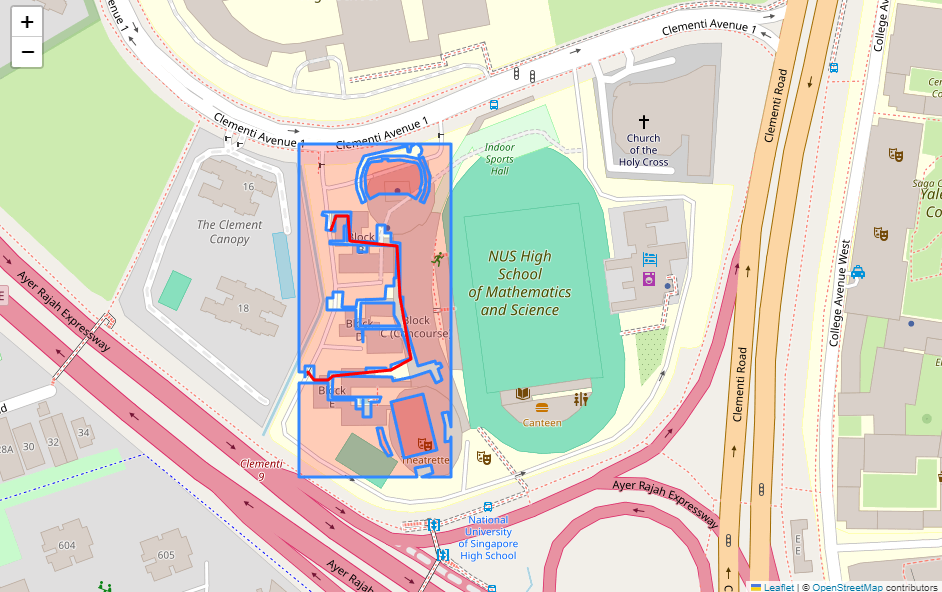 +
−
enue 1
Clementi Avenue 1
College Av
Clementi Avenue 1
Clementi Avenue 1
Church
of the
Holy Cross
Clementi Road
Indoor
Sports
Hall
16
The Clement
Canopy
Saga C
Yale
Co
Block
NUS High
School
of Mathematics
and Science
College Avenue West
Ayer Rajah Expressway
E
18
Block
D
Block
C (Concourse
Block
E
Clementi Road
Canteen
28A
30
32
34
Theatrette
Clementi
9
Ayer Rajah Expressway
National
University
of Singapore
High School
604
605
E
E
Ayer Rajah
Leaflet | © OpenStreetMap contributors